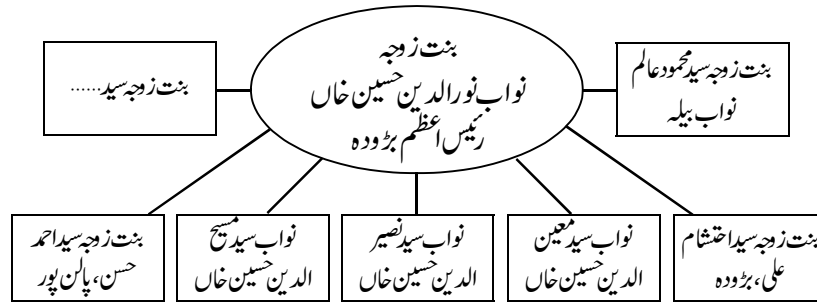 بنت زوجہ
نواب نورالدین حسین خاں
رئیس اعظم بڑودہ
بنت زوجہ سید محمود عالم
نواب بیلہ
بنت زوجہ سید......
بنت زوجہ سید احتشام
علی، بڑودہ
نواب سید معین
الدین حسین خاں
نواب سید نصیر
الدین حسین خاں
نواب سید مسیح
الدین حسین خاں
بنت زوجہ سید احمد
حسن، پالن پور